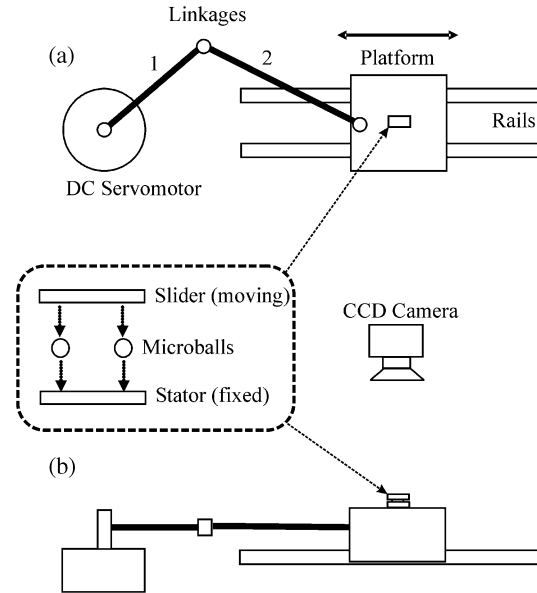 Linkages
(a)
1
2
Platform
Rails
DC Servomotor
Slider (moving)
CCD Camera
Microballs
Stator (fixed)
(b)